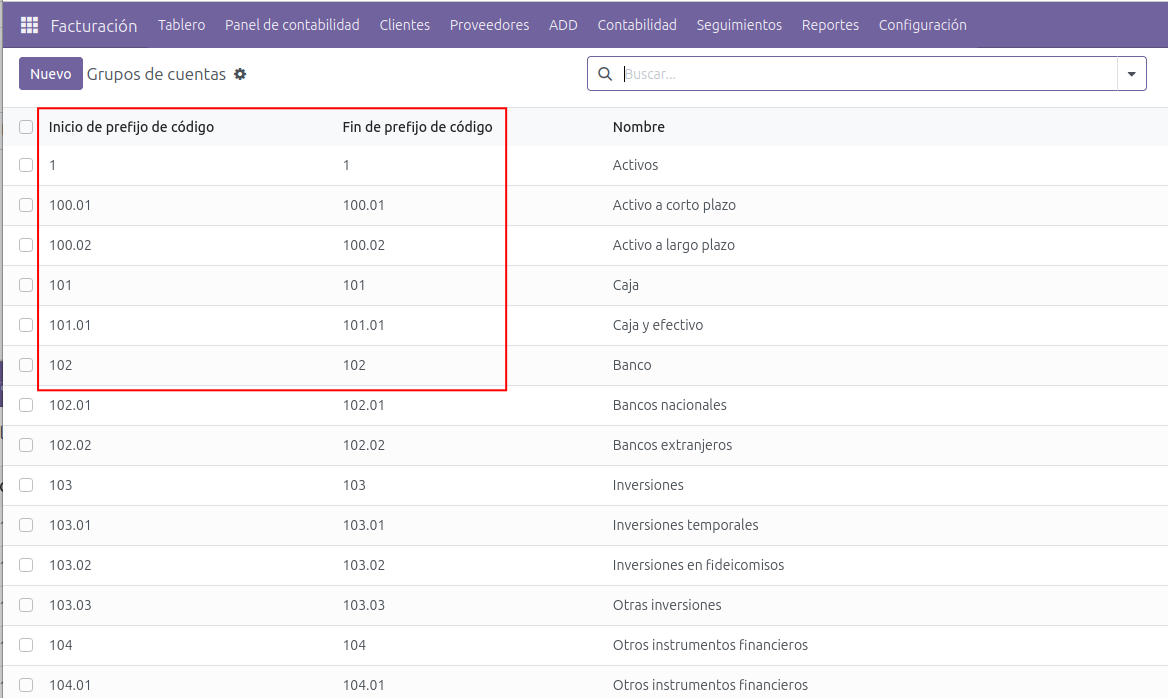 Facturación Tablero Panel de contabilidad Clientes Proveedores ADD Contabilidad Seguimientos Reportes Configuración
Nuevo Grupos de cuentas Buscar...
Inicio de prefijo de código Fin de prefijo de código Nombre
1 1 Activos
100.01 100.01 Activo a corto plazo
100.02 100.02 Activo a largo plazo
101 101 Caja
101.01 101.01 Caja y efectivo
102 102 Banco
102.01 102.01 Bancos nacionales
102.02 102.02 Bancos extranjeros
103 103 Inversiones
103.01 103.01 Inversiones temporales
103.02 103.02 Inversiones en fideicomisos
103.03 103.03 Otras inversiones
104 104 Otros instrumentos financieros
104.01 104.01 Otros instrumentos financieros